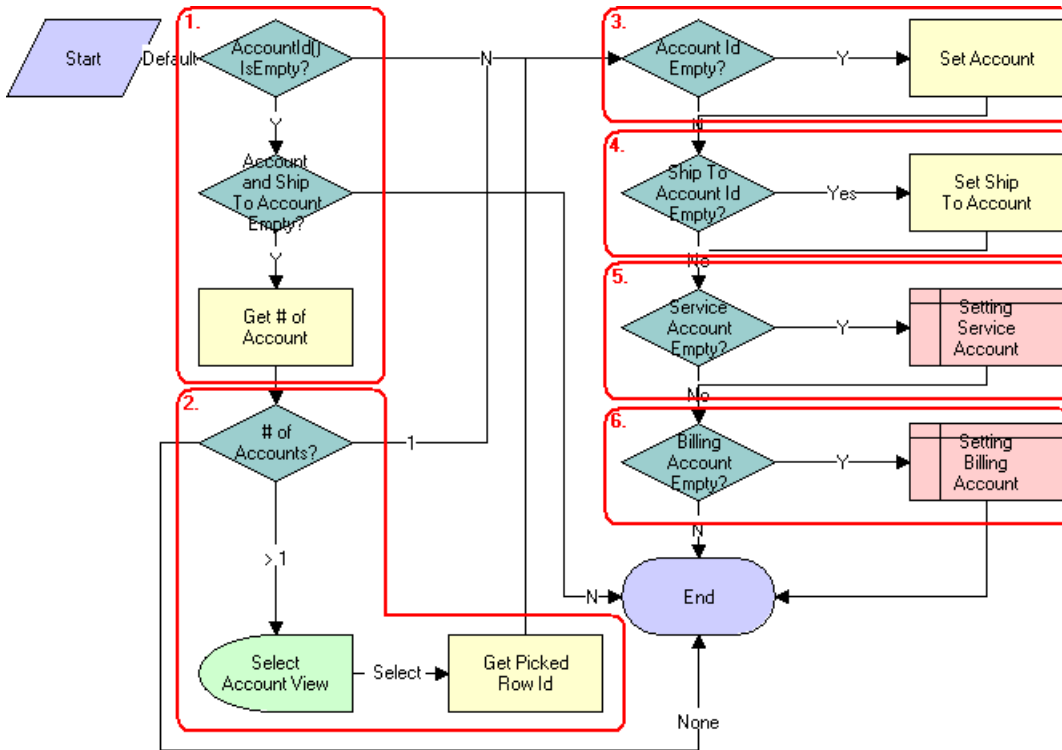 1.
3.
Start
Default
AccountId()
IsEmpty?
N
Account Id
Empty?
Y
Set Account
Y
N
4.
Account
and Ship
To Account
Empty?
Ship To
Account Id
Empty?
Yes
Set Ship
To Account
Y
No
5.
Get # of
Account
Service
Account
Empty?
Y
Setting
Service
Account
2.
No
6.
# of
Accounts?
1
Billing
Account
Empty?
Y
Setting
Billing
Account
N
> 1
N
End
Select
Account View
Select
Get Picked
Row Id
None